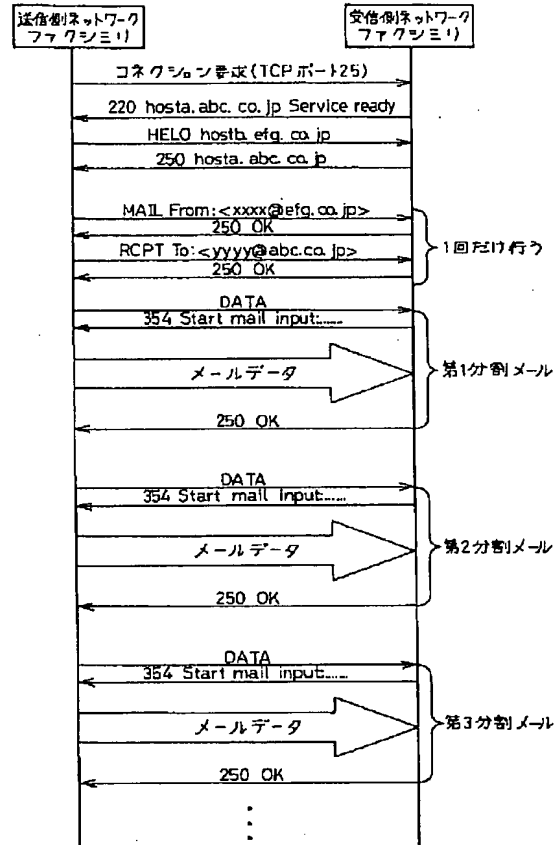 送信側ネットワーク
ファクシミリ
受信側ネットワーク
ファクシミリ
コネクション要求(TCPポート25)
220 hosta.abc.co.jp Service ready
HELO hostb.efg.co.jp
250 hosta.abc.co.jp
MAIL From:<xxxx@efg.co.jp>
250 OK
RCPT To:<yyyy@abc.co.jp>
250 OK
1回だけ行う
DATA
354 Start mail input:......
メールデータ
第1分割メール
250 OK
DATA
354 Start mail input:......
メールデータ
第2分割メール
250 OK
DATA
354 Start mail input:......
メールデータ
第3分割メール
250 OK